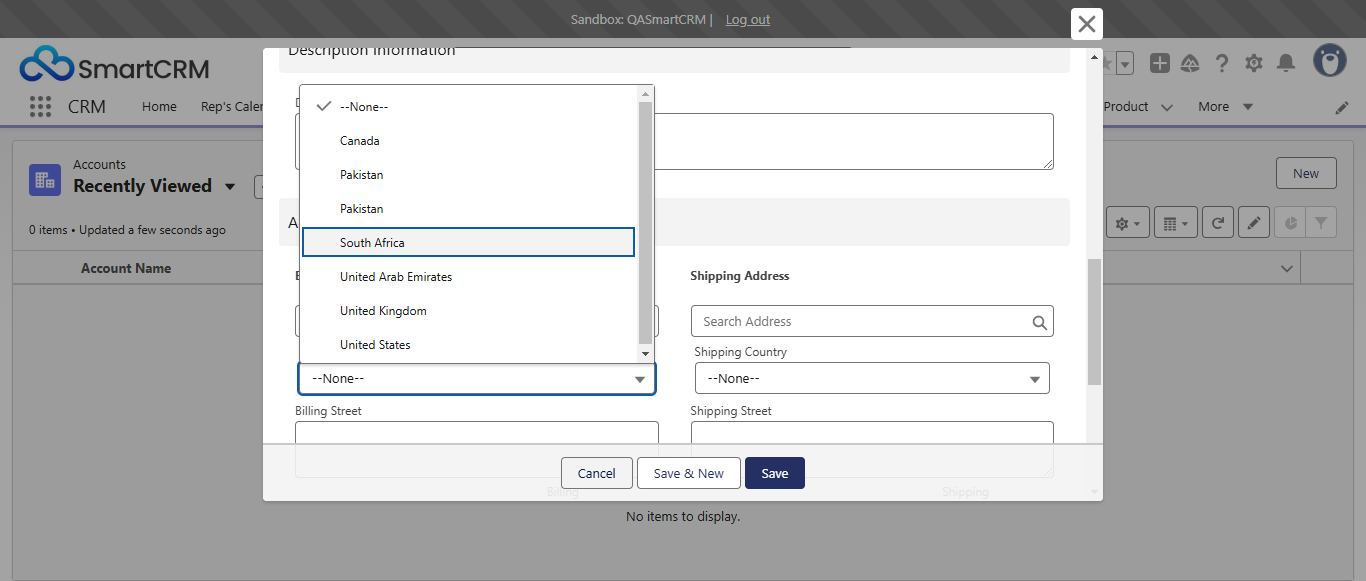 Sandbox: QASmartCRM | Log out
SmartCRM
CRM Home Rep's Caler Product More
Accounts
Recently Viewed
New
0 items • Updated a few seconds ago
Account Name
Description Information
--None--
Canada
Pakistan
Pakistan
South Africa
United Arab Emirates
United Kingdom
United States
--None--
Billing Street
Shipping Address
Search Address
Shipping Country
--None--
Shipping Street
Billing Shipping
Cancel Save & New Save
No items to display.